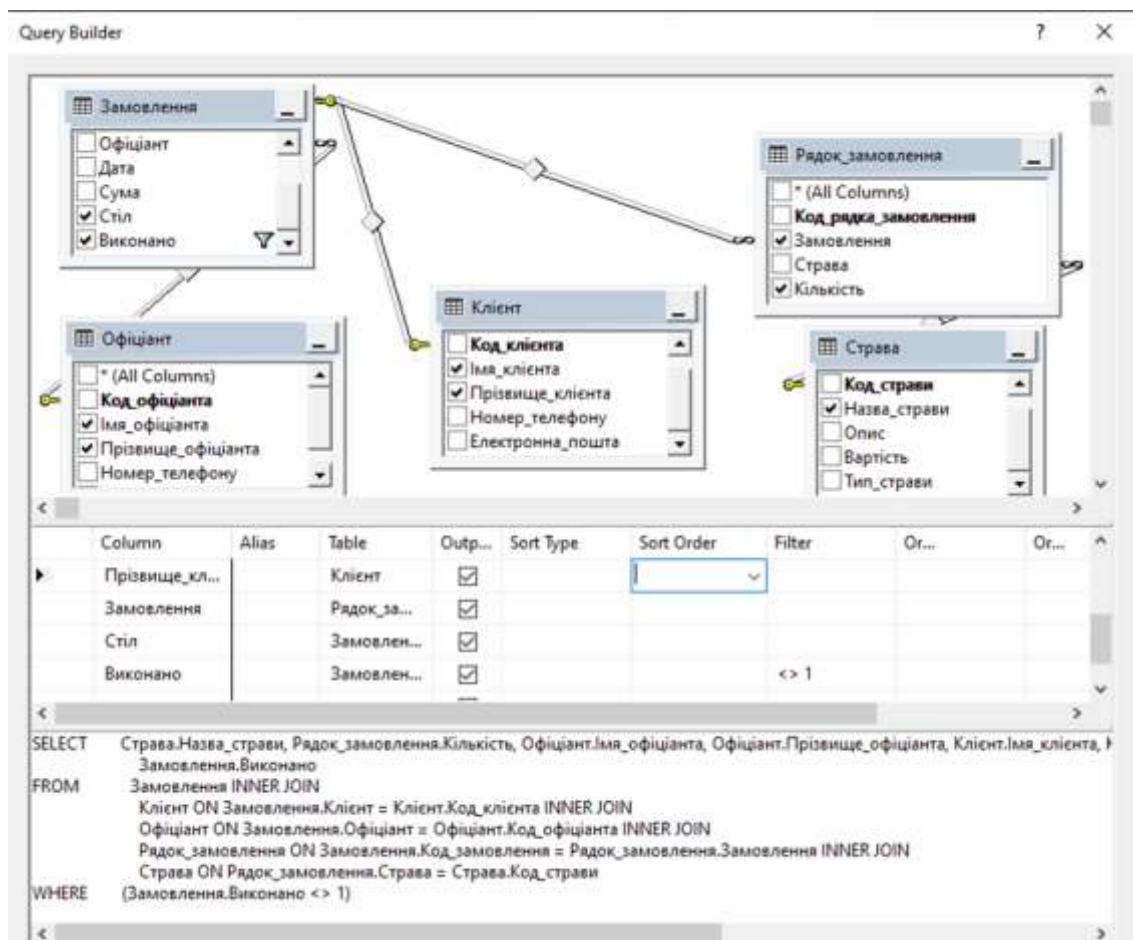 Query Builder
?
Замовлення
Офіціант
Дата
Сума
Стіл
Виконано
Рядок_замовлення
* (All Columns)
Код_рядка_замовлення
Замовлення
Страва
Кількість
Офіціант
* (All Columns)
Код_офіціанта
Імя_офіціанта
Прізвище_офіціанта
Номер_телефону
Клієнт
Код_клієнта
Імя_клієнта
Прізвище_клієнта
Номер_телефону
Електронна_пошта
Страва
Код_страви
Назва_страви
Опис
Вартість
Тип_страви
Column Alias Table Outp... Sort Type Sort Order Filter Or... Or...
Прізвище_кл... Клієнт
Замовлення Рядок_за...
Стіл Замовлен...
Виконано Замовлен... <> 1
SELECT Страва.Назва_страви, Рядок_замовлення.Кількість, Офіціант.Імя_офіціанта, Офіціант.Прізвище_офіціанта, Клієнт.Імя_клієнта,
Замовлення.Виконано
FROM Замовлення INNER JOIN
Клієнт ON Замовлення.Клієнт = Клієнт.Код_клієнта INNER JOIN
Офіціант ON Замовлення.Офіціант = Офіціант.Код_офіціанта INNER JOIN
Рядок_замовлення ON Замовлення.Код_замовлення = Рядок_замовлення.Замовлення INNER JOIN
Страва ON Рядок_замовлення.Страва = Страва.Код_страви
WHERE (Замовлення.Виконано <> 1)